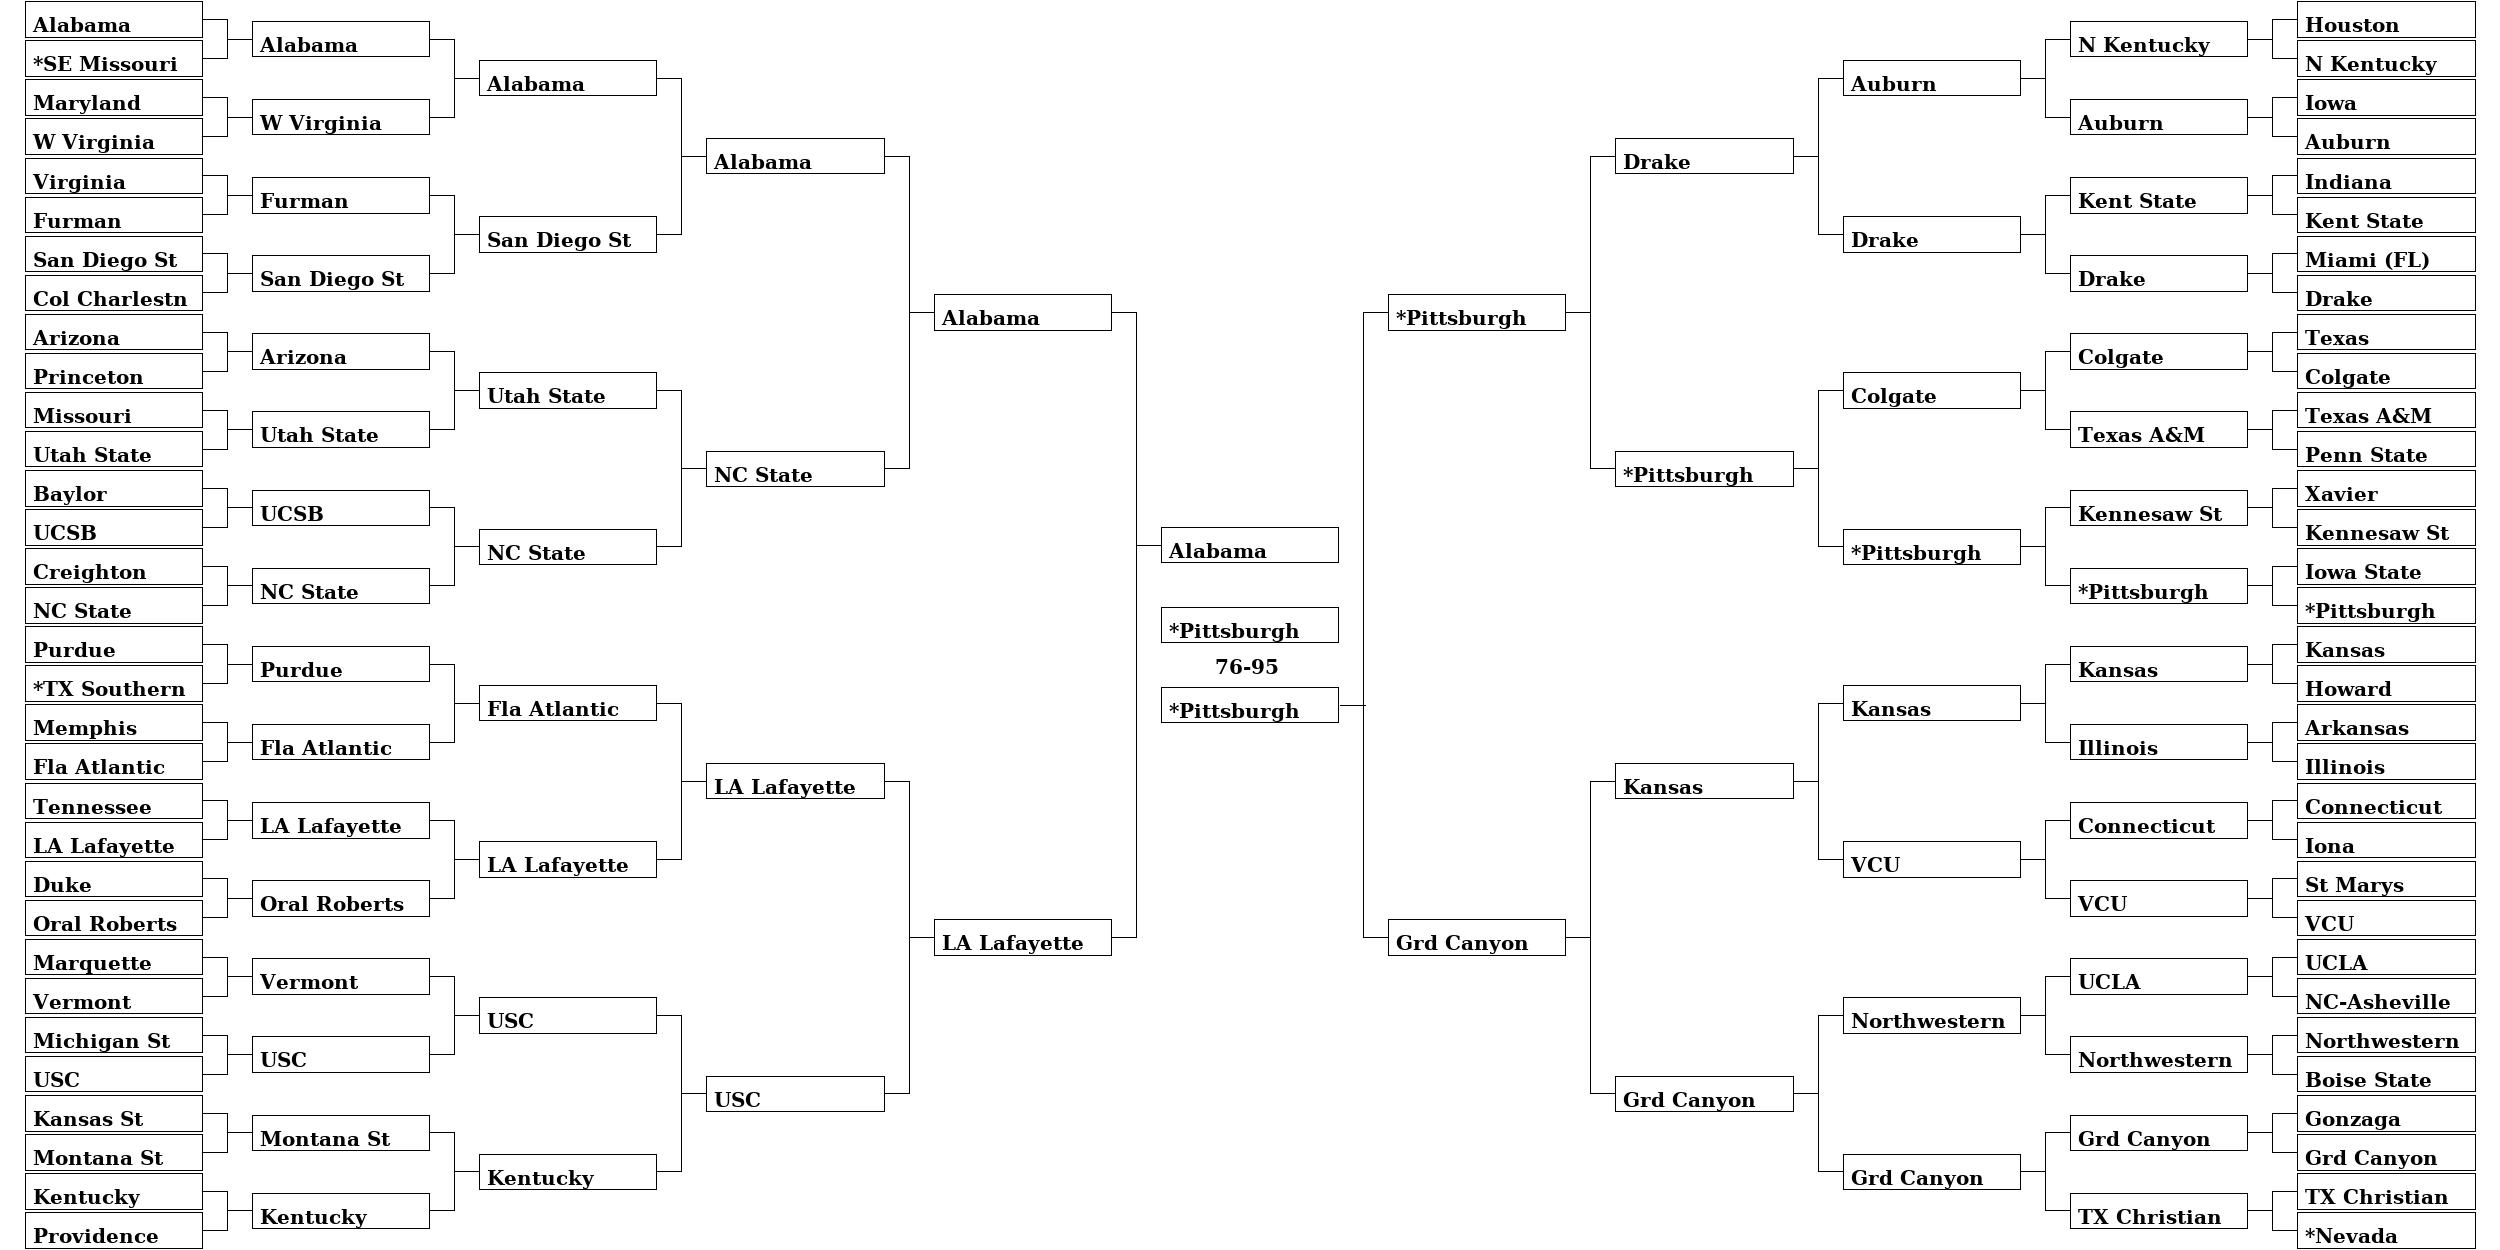 Alabama
*SE Missouri
Maryland
W Virginia
Virginia
Furman
San Diego St
Col Charlestn
Arizona
Princeton
Missouri
Utah State
Baylor
UCSB
Creighton
NC State
Purdue
*TX Southern
Memphis
Fla Atlantic
Tennessee
LA Lafayette
Duke
Oral Roberts
Marquette
Vermont
Michigan St
USC
Kansas St
Montana St
Kentucky
Providence
Alabama
W Virginia
Furman
San Diego St
Arizona
Utah State
UCSB
NC State
Purdue
Fla Atlantic
LA Lafayette
Oral Roberts
Vermont
USC
Montana St
Kentucky
Alabama
San Diego St
Utah State
NC State
Fla Atlantic
LA Lafayette
USC
Kentucky
Alabama
NC State
LA Lafayette
USC
Alabama
LA Lafayette
Alabama
*Pittsburgh
76-95
*Pittsburgh
*Pittsburgh
Grd Canyon
Drake
*Pittsburgh
Kansas
Grd Canyon
Auburn
Drake
Colgate
*Pittsburgh
Kansas
VCU
Northwestern
Grd Canyon
N Kentucky
Auburn
Kent State
Drake
Colgate
Texas A&M
Kennesaw St
*Pittsburgh
Kansas
Illinois
Connecticut
VCU
UCLA
Northwestern
Grd Canyon
TX Christian
Houston
N Kentucky
Iowa
Auburn
Indiana
Kent State
Miami (FL)
Drake
Texas
Colgate
Texas A&M
Penn State
Xavier
Kennesaw St
Iowa State
*Pittsburgh
Kansas
Howard
Arkansas
Illinois
Connecticut
Iona
St Marys
VCU
UCLA
NC-Asheville
Northwestern
Boise State
Gonzaga
Grd Canyon
TX Christian
*Nevada